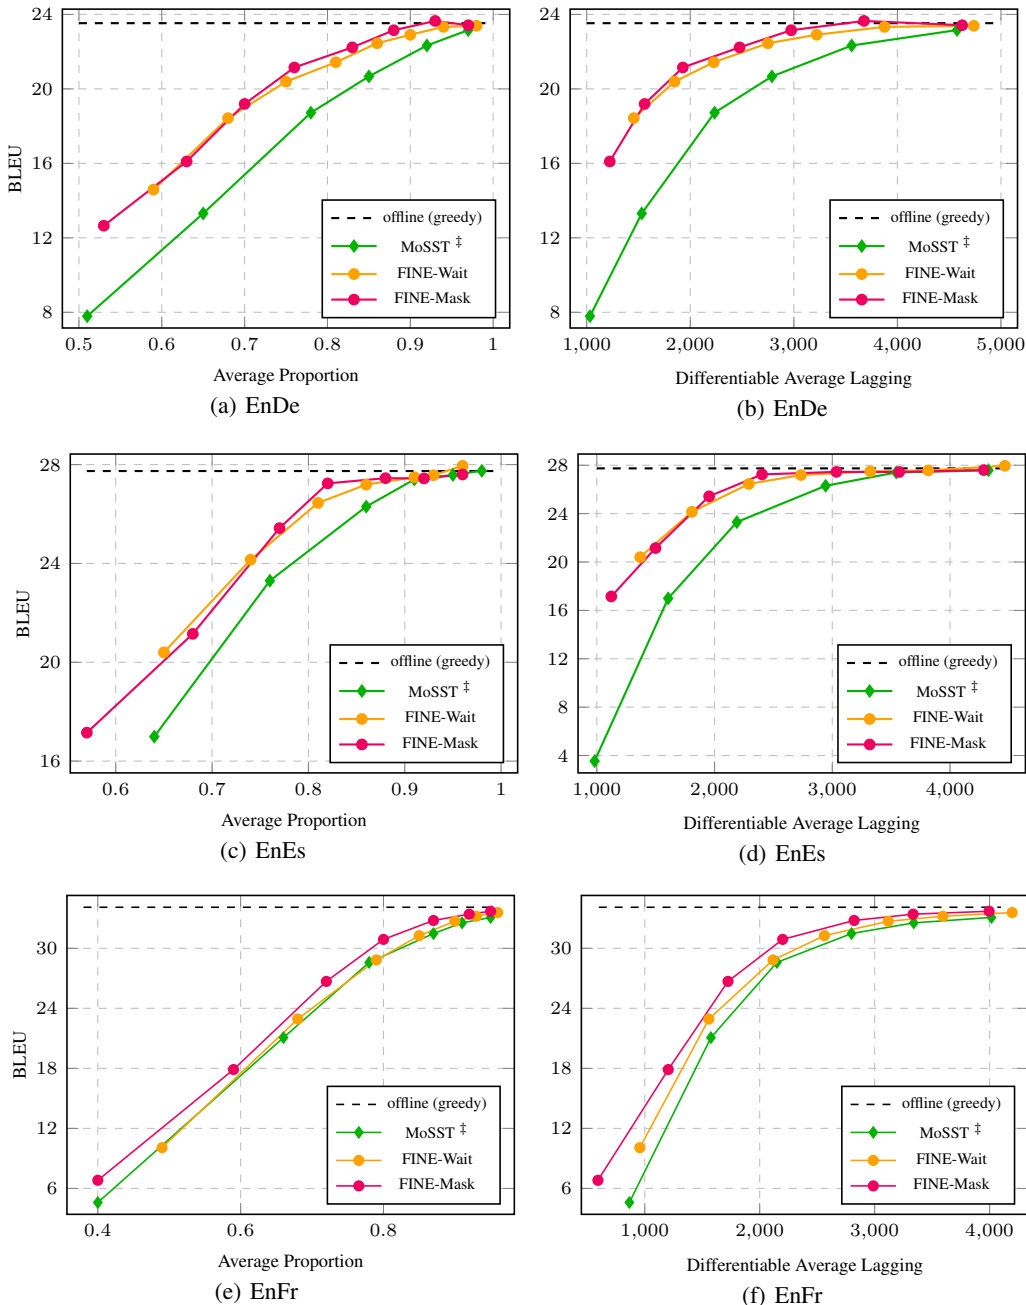 24
20
16
12
8
BLEU
offline (greedy)
MoSST ‡
FINE-Wait
FINE-Mask
0.5 0.6 0.7 0.8 0.9 1
Average Proportion
(a) EnDe
24
20
16
12
8
offline (greedy)
MoSST ‡
FINE-Wait
FINE-Mask
1,000 2,000 3,000 4,000 5,000
Differentiable Average Lagging
(b) EnDe
28
24
20
16
BLEU
offline (greedy)
MoSST ‡
FINE-Wait
FINE-Mask
0.6 0.7 0.8 0.9 1
Average Proportion
(c) EnEs
28
24
20
16
12
8
4
offline (greedy)
MoSST ‡
FINE-Wait
FINE-Mask
1,000 2,000 3,000 4,000
Differentiable Average Lagging
(d) EnEs
30
24
18
12
6
BLEU
offline (greedy)
MoSST ‡
FINE-Wait
FINE-Mask
0.4 0.6 0.8
Average Proportion
(e) EnFr
30
24
18
12
6
offline (greedy)
MoSST ‡
FINE-Wait
FINE-Mask
1,000 2,000 3,000 4,000
Differentiable Average Lagging
(f) EnFr